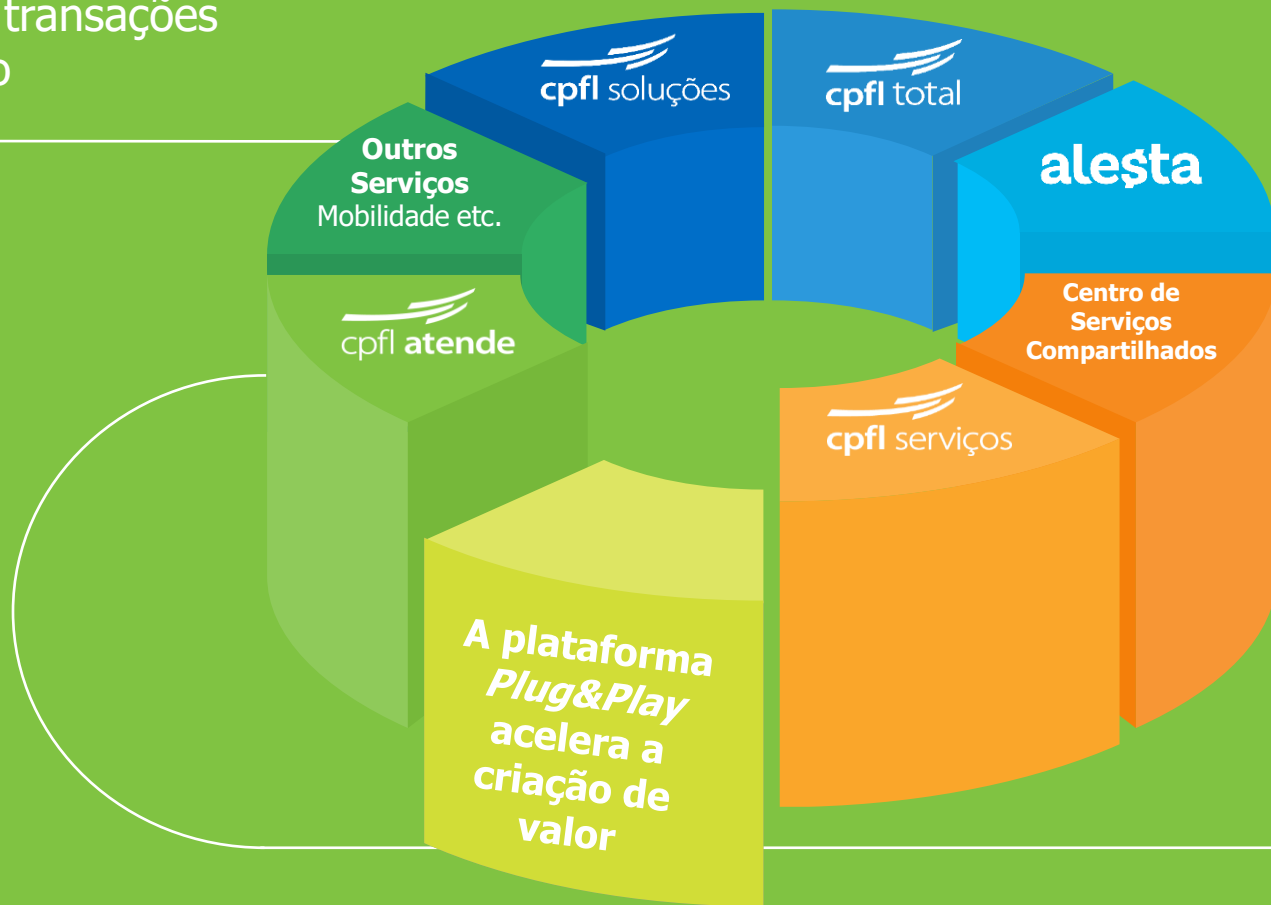 transações
o
cpfl soluções
cpfl total
Outros
Serviços
Mobilidade etc.
alesta
cpfl atende
Centro de
Serviços
Compartilhados
cpfl serviços
A plataforma
Plug&Play
acelera a
criação de
valor